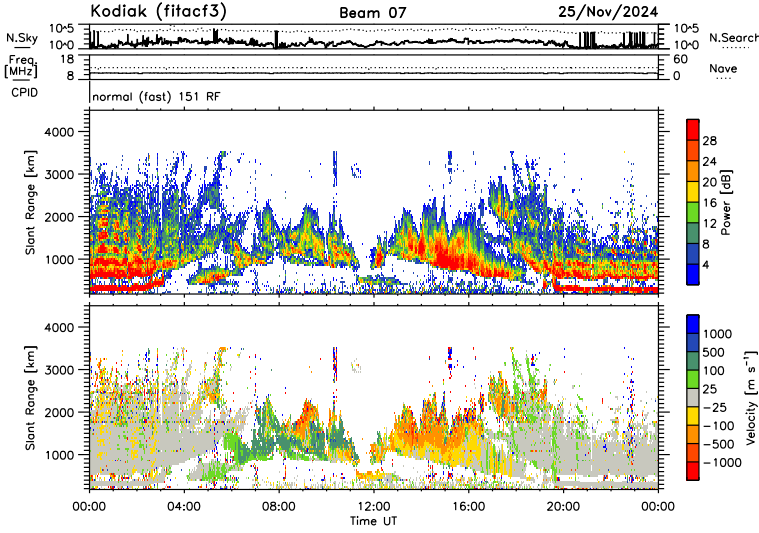 Kodiak (fitacf3) Beam 07 25/Nov/2024
N.Sky 10^5 10^0 10^5 10^0 N.Search
Freq. [MHz] 18 8 60 0 Nave
CPID normal (fast) 151 RF
Slant Range [km] 4000 3000 2000 1000
28 24 20 16 12 8 4 Power [dB]
Slant Range [km] 4000 3000 2000 1000
1000 500 100 25 -25 -100 -500 -1000 Velocity [m s^-1]
00:00 04:00 08:00 12:00 16:00 20:00 00:00
Time UT